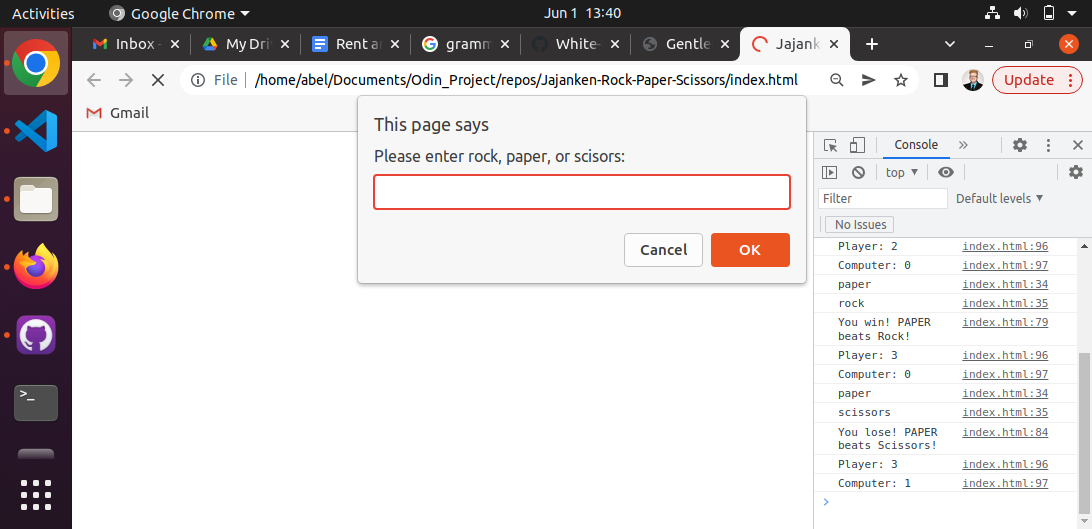 Activities Google Chrome Jun 1 13:40
Inbox - My Dri Rent a gramm White- Gentle Jajank
File /home/abel/Documents/Odin_Project/repos/Jajanken-Rock-Paper-Scissors/index.html Update
Gmail
This page says
Please enter rock, paper, or scisors:
Cancel OK
Console
top
Filter Default levels
No Issues
Player: 2 index.html:96
Computer: 0 index.html:97
paper index.html:34
rock index.html:35
You win! PAPER index.html:79
beats Rock!
Player: 3 index.html:96
Computer: 0 index.html:97
paper index.html:34
scissors index.html:35
You lose! PAPER index.html:84
beats Scissors!
Player: 3 index.html:96
Computer: 1 index.html:97